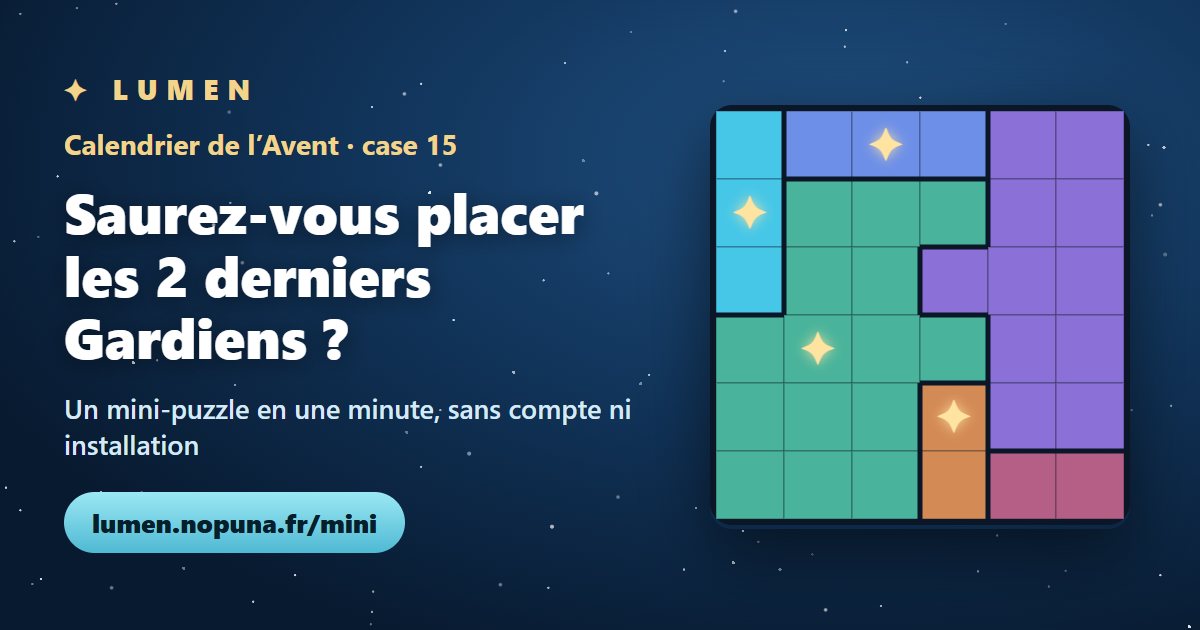 LUMEN
Calendrier de l’Avent · case 15
Saurez-vous placer
les 2 derniers
Gardiens ?
Un mini-puzzle en une minute, sans compte ni
installation
lumen.nopuna.fr/mini